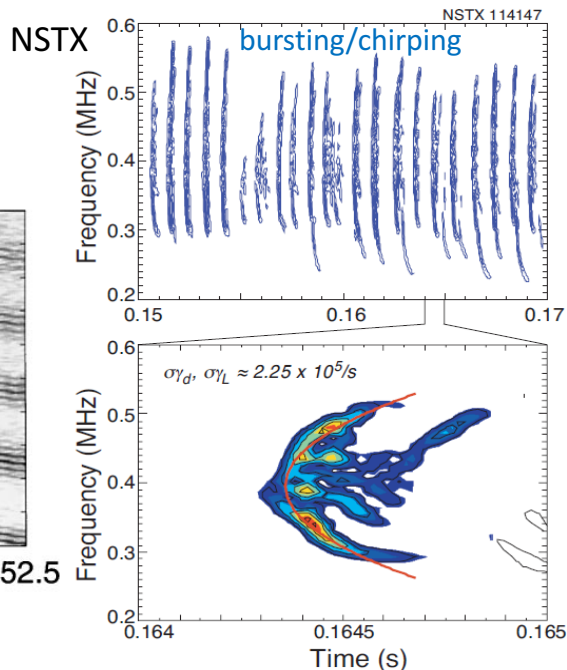 NSTX 114147
NSTX bursting/chirping
Frequency (MHz)
0.6
0.5
0.4
0.3
0.2
0.15 0.16 0.17
σγd, σγL ≈ 2.25 x 10⁵/s
Frequency (MHz)
0.6
0.5
0.4
0.3
0.2
0.164 0.1645 0.165
Time (s)
52.5